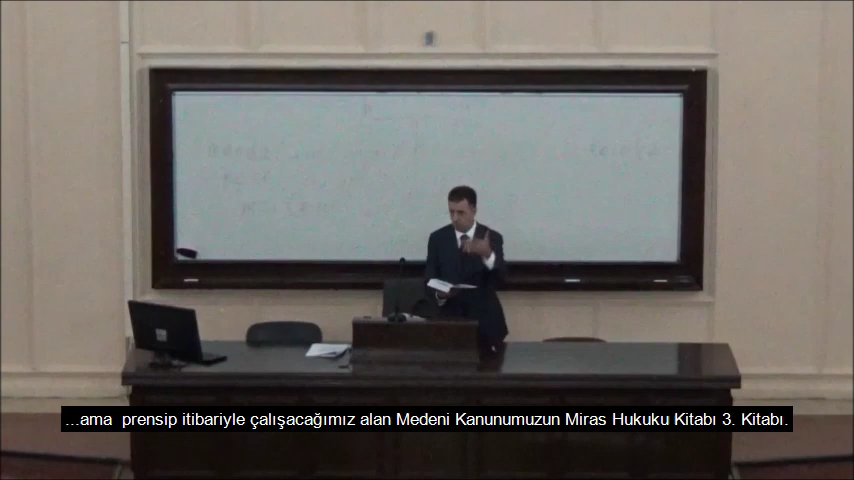 ...ama  prensip itibariyle çalışacağımız alan Medeni Kanunumuzun Miras Hukuku Kitabı 3. Kitabı.